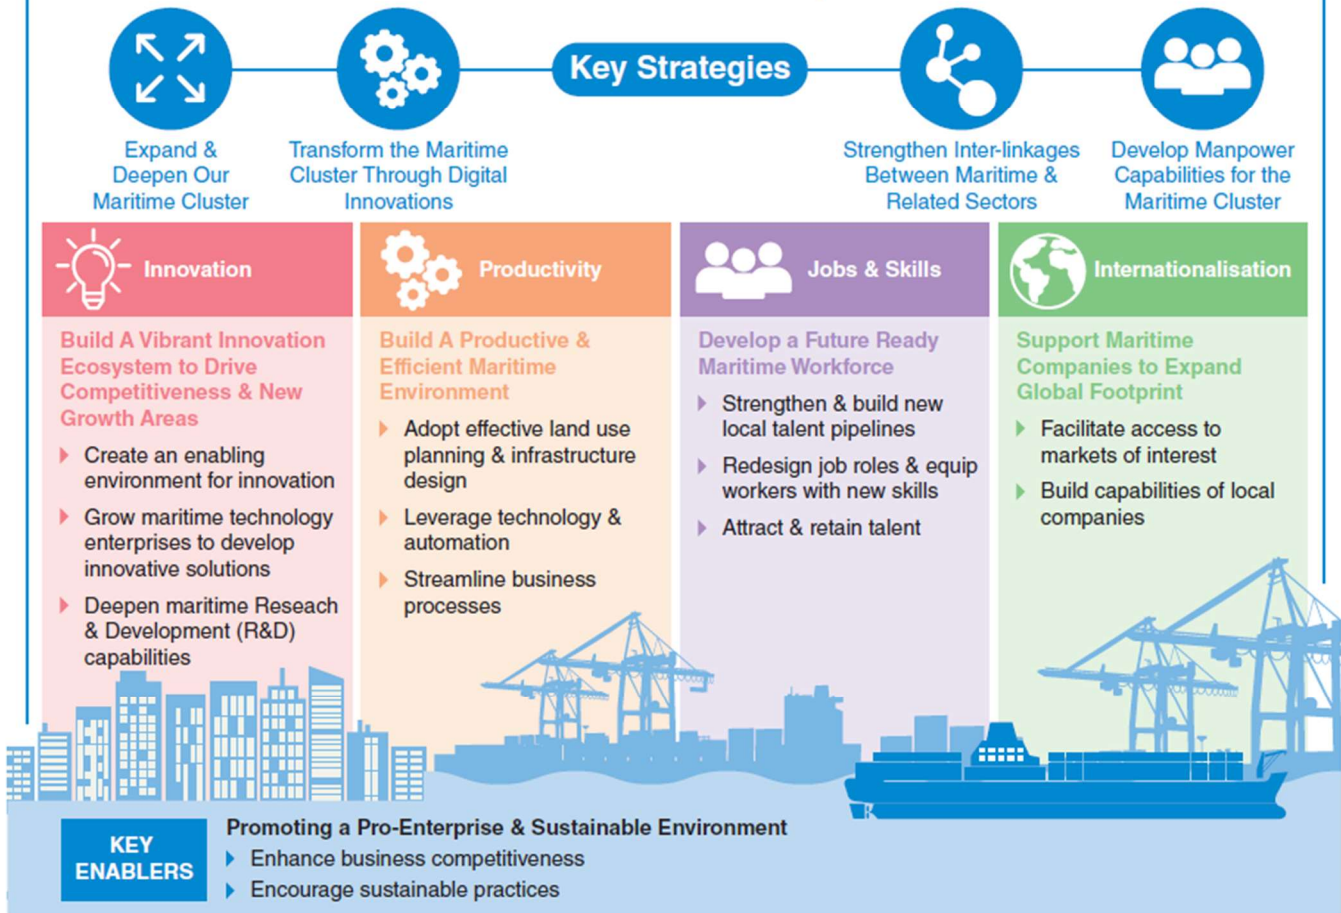 Key Strategies
Expand &
Deepen Our
Maritime Cluster
Transform the Maritime
Cluster Through Digital
Innovations
Strengthen Inter-linkages
Between Maritime &
Related Sectors
Develop Manpower
Capabilities for the
Maritime Cluster
Innovation
Build A Vibrant Innovation
Ecosystem to Drive
Competitiveness & New
Growth Areas
Create an enabling
environment for innovation
Grow maritime technology
enterprises to develop
innovative solutions
Deepen maritime Reseach
& Development (R&D)
capabilities
Productivity
Build A Productive &
Efficient Maritime
Environment
Adopt effective land use
planning & infrastructure
design
Leverage technology &
automation
Streamline business
processes
Jobs & Skills
Develop a Future Ready
Maritime Workforce
Strengthen & build new
local talent pipelines
Redesign job roles & equip
workers with new skills
Attract & retain talent
Internationalisation
Support Maritime
Companies to Expand
Global Footprint
Facilitate access to
markets of interest
Build capabilities of local
companies
KEY
ENABLERS
Promoting a Pro-Enterprise & Sustainable Environment
Enhance business competitiveness
Encourage sustainable practices